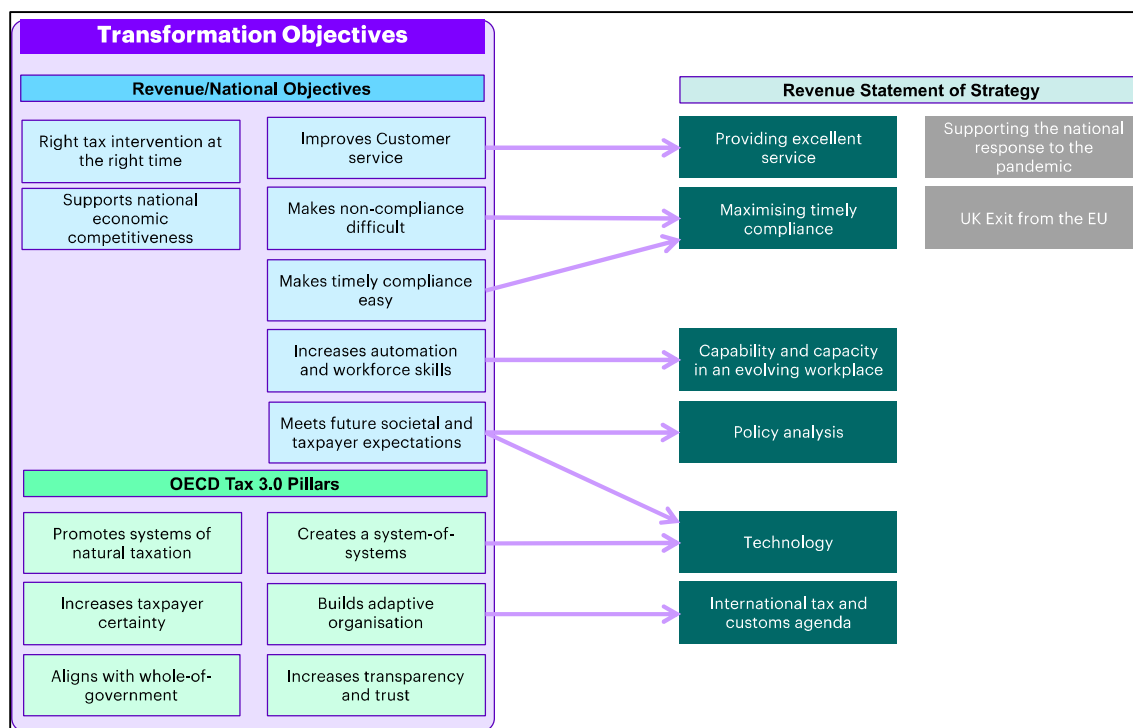 Transformation Objectives
Revenue/National Objectives
Revenue Statement of Strategy
Right tax intervention at
the right time
Improves Customer
service
Providing excellent
service
Supporting the national
response to the
pandemic
Supports national
economic
competitiveness
Makes non-compliance
difficult
Maximising timely
compliance
UK Exit from the EU
Makes timely compliance
easy
Increases automation
and workforce skills
Capability and capacity
in an evolving workplace
Meets future societal and
taxpayer expectations
Policy analysis
OECD Tax 3.0 Pillars
Promotes systems of
natural taxation
Creates a system-of-
systems
Technology
Increases taxpayer
certainty
Builds adaptive
organisation
International tax and
customs agenda
Aligns with whole-of-
government
Increases transparency
and trust